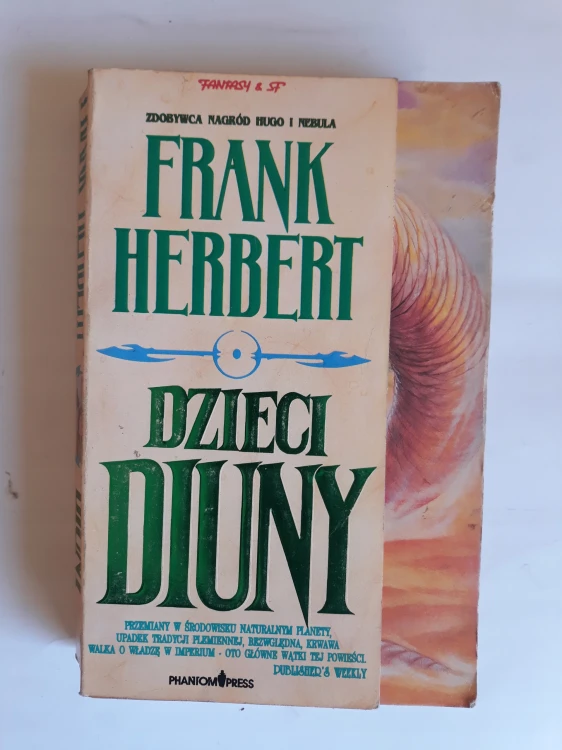 FANTASY & SF
ZDOBYWCA NAGRÓD HUGO I NEBULA
FRANK
HERBERT
DZIECI
DIUNY
PRZEMIANY W ŚRODOWISKU NATURALNYM PLANETY,
UPADEK TRADYCJI PLEMIENNEJ, BEZWGLĘDNA, KRWAWA
WALKA O WŁADZĘ W IMPERIUM - OTO GŁÓWNE WĄTKI TEJ POWIEŚCI.
PUBLISHER'S WEEKLY
PHANTOM PRESS